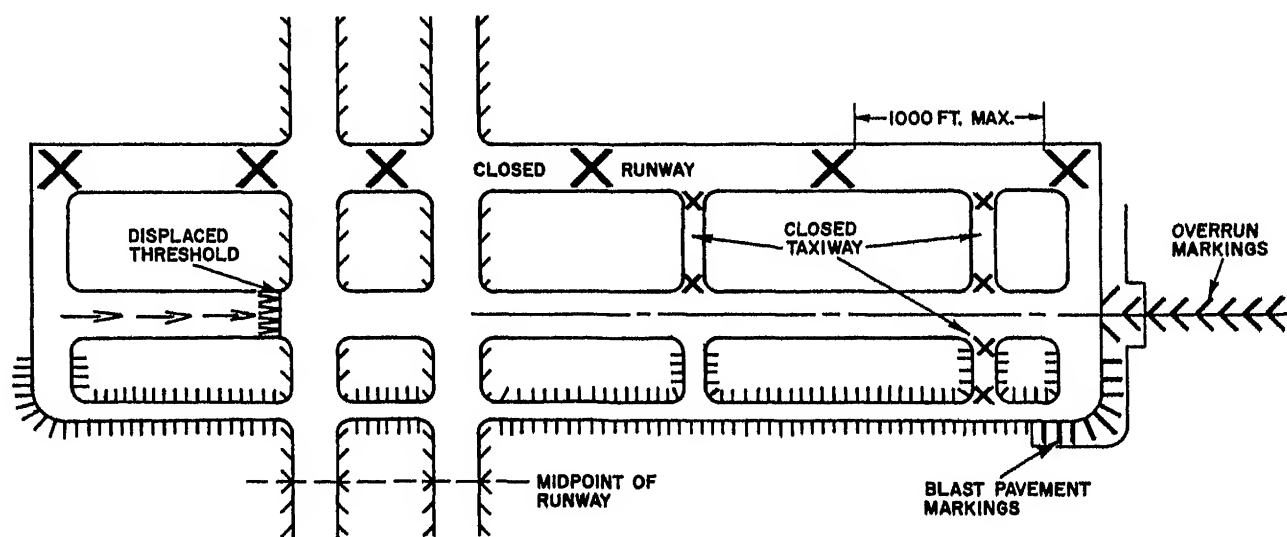 1000 FT. MAX.
CLOSED RUNWAY
DISPLACED
THRESHOLD
CLOSED
TAXIWAY
OVERRUN
MARKINGS
MIDPOINT OF
RUNWAY
BLAST PAVEMENT
MARKINGS